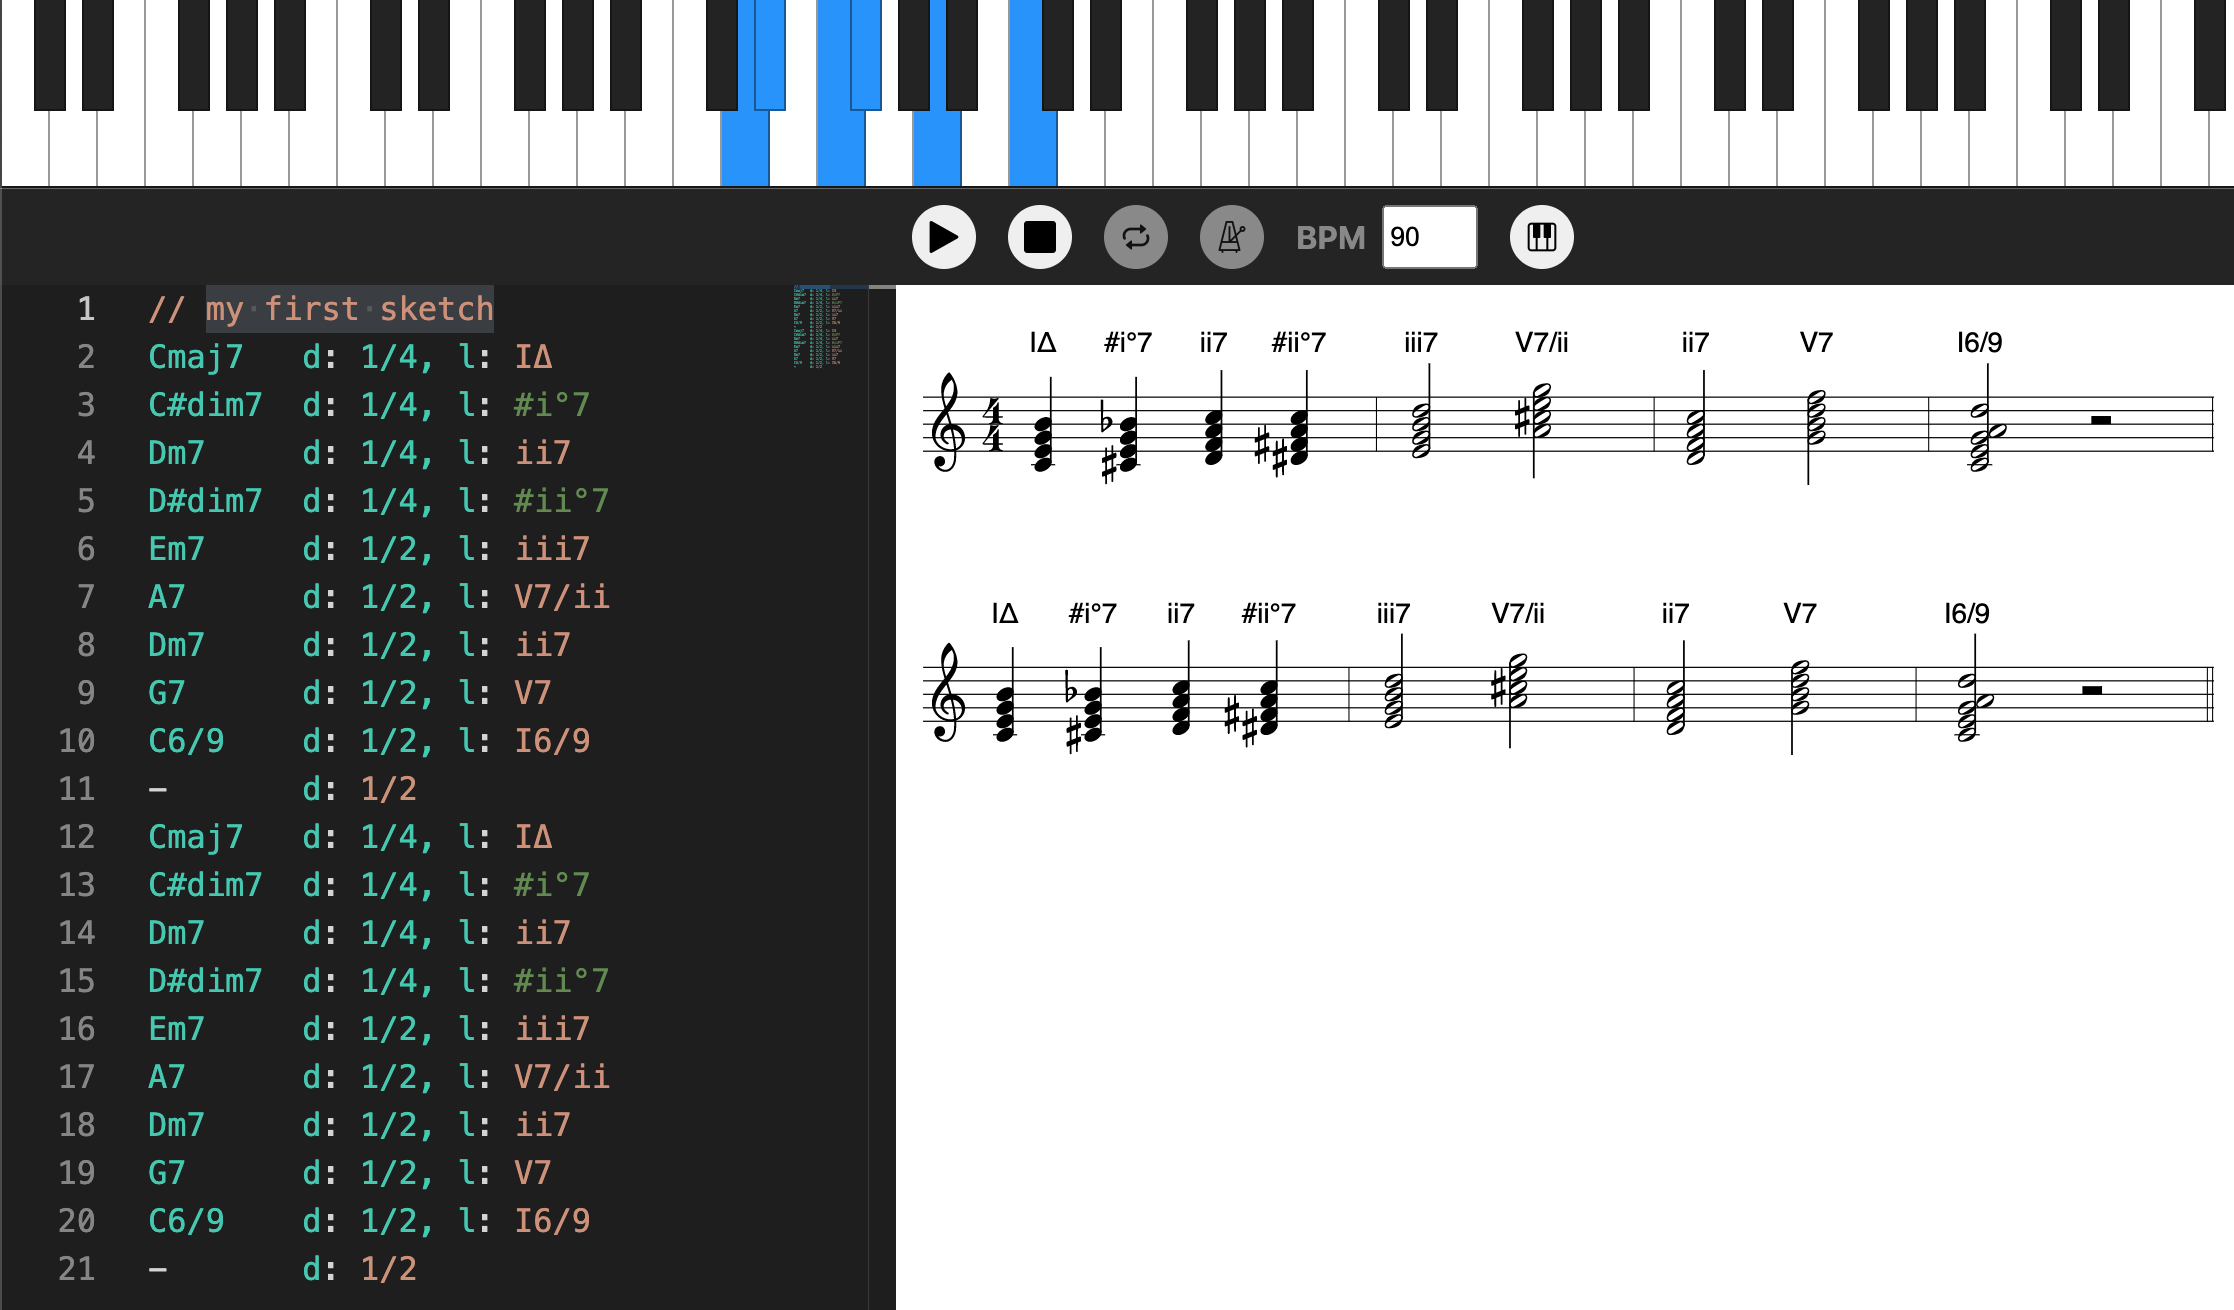 BPM 90
1 // my first sketch
2 Cmaj7 d: 1/4, l: IΔ
3 C#dim7 d: 1/4, l: #i°7
4 Dm7 d: 1/4, l: ii7
5 D#dim7 d: 1/4, l: #ii°7
6 Em7 d: 1/2, l: iii7
7 A7 d: 1/2, l: V7/ii
8 Dm7 d: 1/2, l: ii7
9 G7 d: 1/2, l: V7
10 C6/9 d: 1/2, l: I6/9
11 – d: 1/2
12 Cmaj7 d: 1/4, l: IΔ
13 C#dim7 d: 1/4, l: #i°7
14 Dm7 d: 1/4, l: ii7
15 D#dim7 d: 1/4, l: #ii°7
16 Em7 d: 1/2, l: iii7
17 A7 d: 1/2, l: V7/ii
18 Dm7 d: 1/2, l: ii7
19 G7 d: 1/2, l: V7
20 C6/9 d: 1/2, l: I6/9
21 – d: 1/2
IΔ #i°7 ii7 #ii°7 iii7 V7/ii ii7 V7 I6/9
4
4
IΔ #i°7 ii7 #ii°7 iii7 V7/ii ii7 V7 I6/9